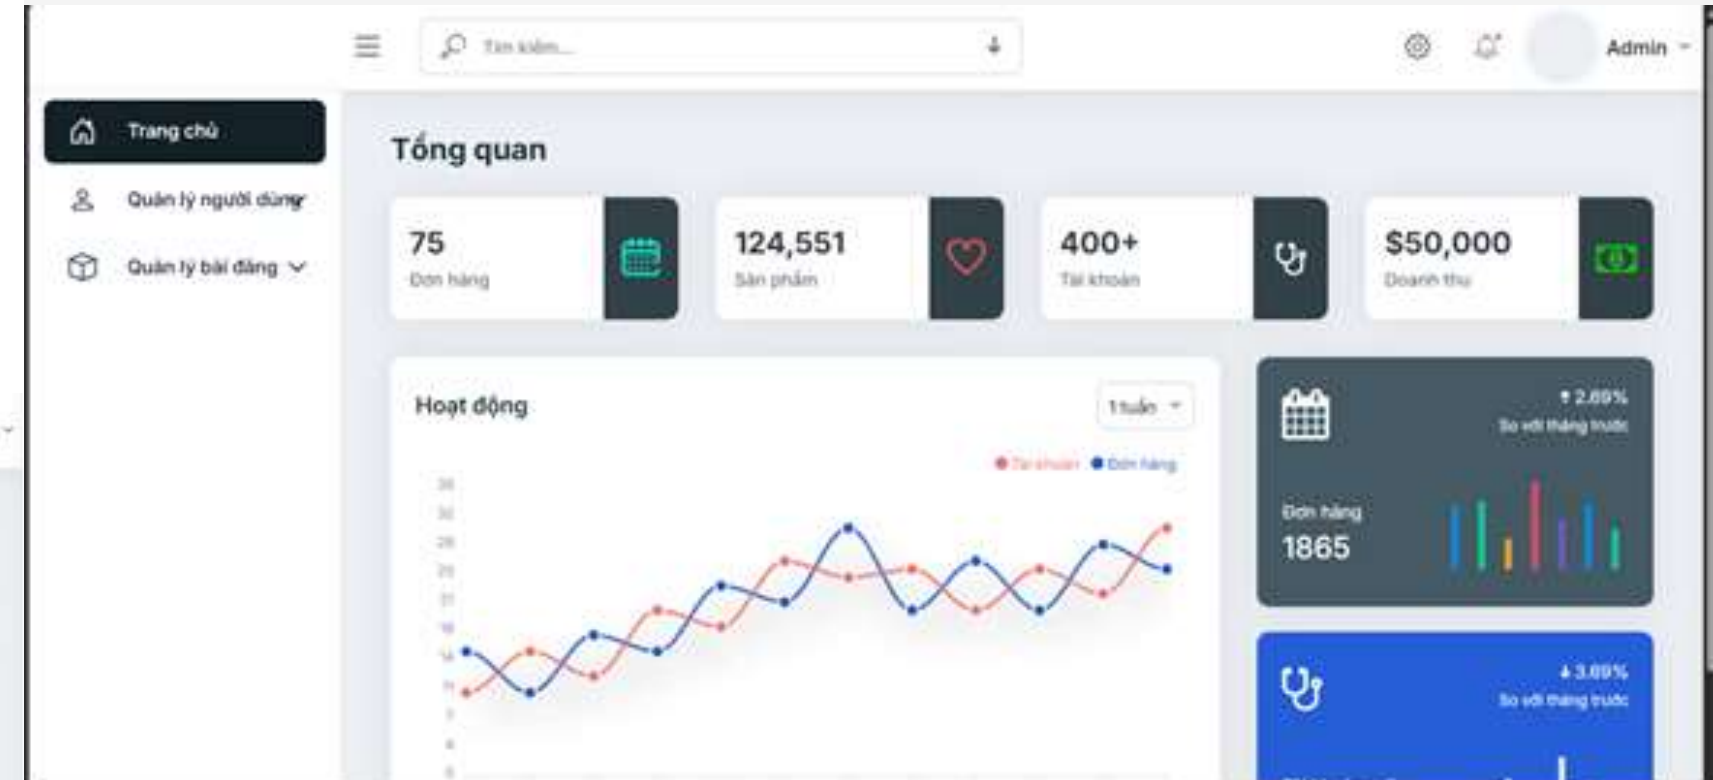 Tìm kiếm...
Admin
Trang chủ
Quản lý người dùng
Quản lý bài đăng
Tổng quan
75
Đơn hàng
124,551
Sản phẩm
400+
Tài khoản
$50,000
Doanh thu
Hoạt động
1 tuần
Tài khoản
Đơn hàng
2.69%
So với tháng trước
Đơn hàng
1865
3.69%
So với tháng trước